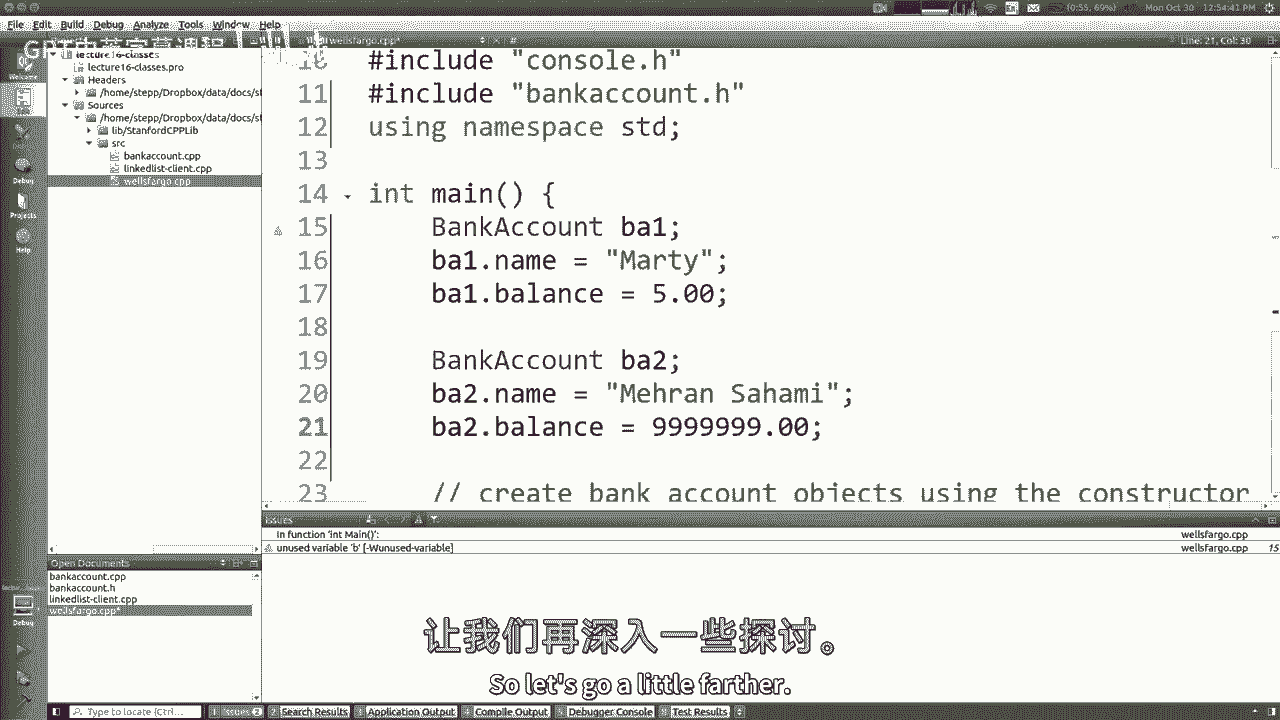 File Edit Build Debug Analyze Tools Window Help
(0:55, 69%) Mon Oct 30 12:54:41 PM
GPT中英字幕课程
wellsfargo.cpp*
Line: 21, Col: 30
lecture16-classes
lecture16-classes.pro
Headers
/home/stepp/Dropbox/data/docs/st
Sources
/home/stepp/Dropbox/data/docs/st
lib/StanfordCPPLib
src
bankaccount.cpp
linkedlist-client.cpp
wellsfargo.cpp
Welcome
Debug
Projects
Help
Debug
10 #include "console.h"
11 #include "bankaccount.h"
12 using namespace std;
13
14 int main() {
15 BankAccount ba1;
16 ba1.name = "Marty";
17 ba1.balance = 5.00;
18
19 BankAccount ba2;
20 ba2.name = "Mehran Sahami";
21 ba2.balance = 9999999.00;
22
23 // create bank account objects using the constructor
Issues
In function 'int Main()': wellsfargo.cpp
unused variable 'b' [-Wunused-variable] wellsfargo.cpp 15
Open Documents
bankaccount.cpp
bankaccount.h
linkedlist-client.cpp
wellsfargo.cpp*
让我们再深入一些探讨。
So let's go a little farther.
Type to locate (Ctrl...
1 Issues 2 2 Search Results 3 Application Output 4 Compile Output 5 Debugger Console 8 Test Results